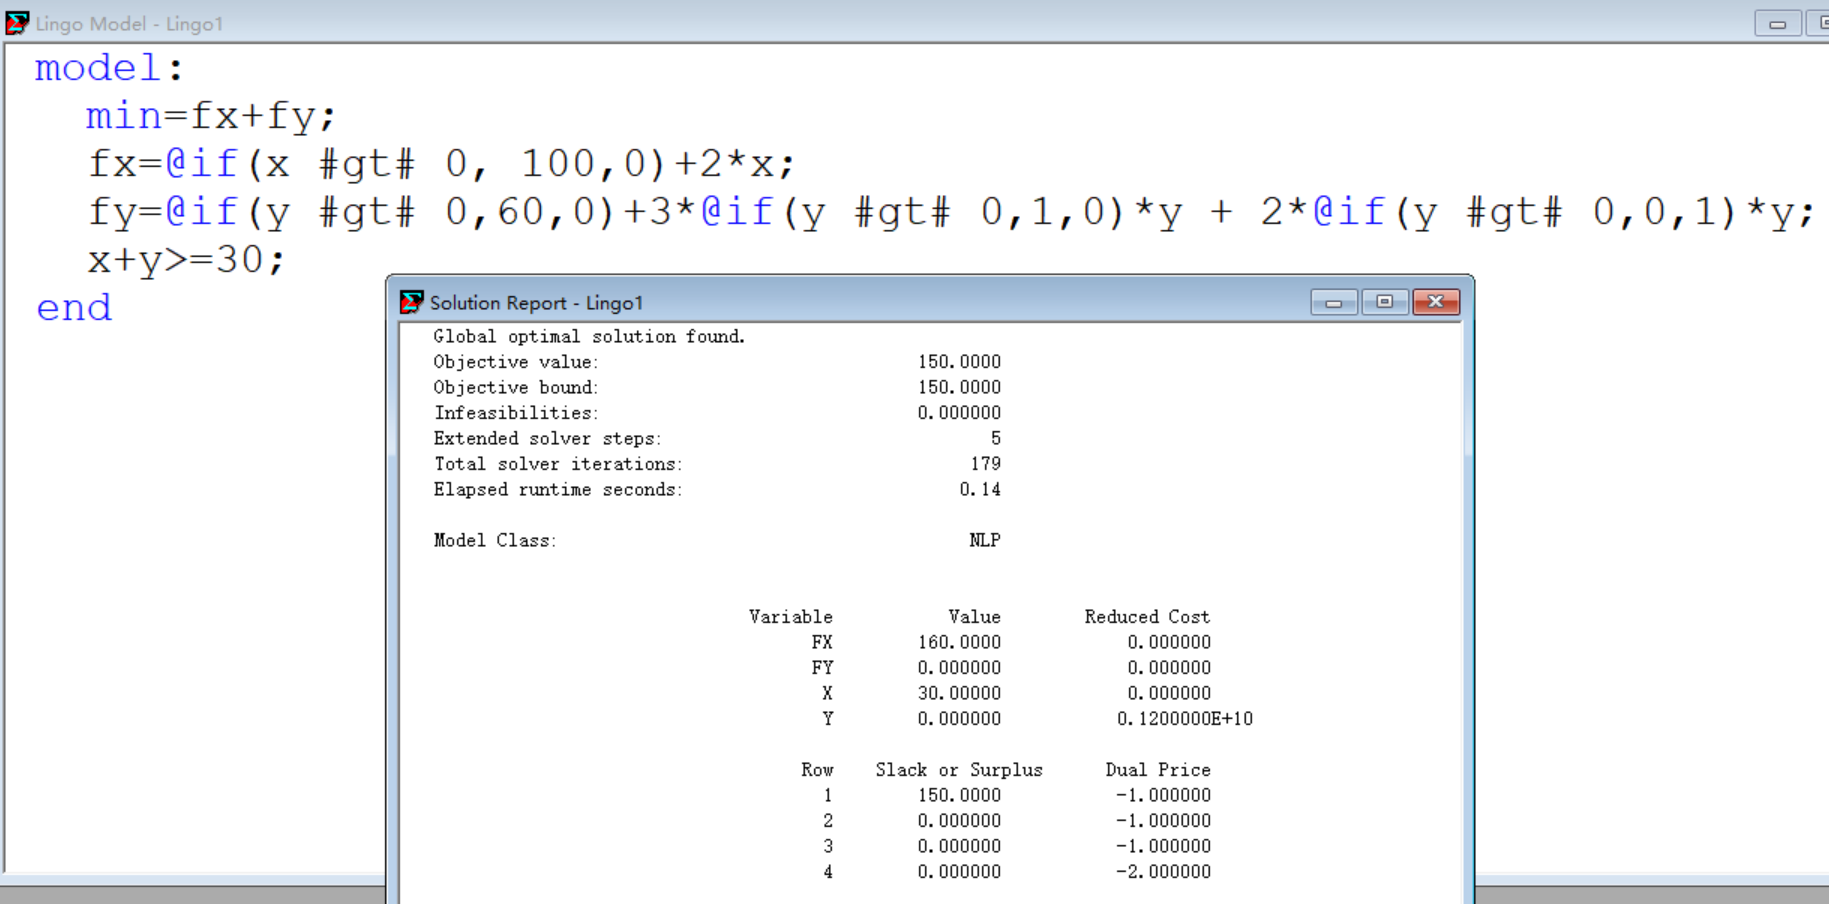 Lingo Model - Lingo1
model:
min=fx+fy;
fx=@if(x #gt# 0, 100,0)+2*x;
fy=@if(y #gt# 0,60,0)+3*@if(y #gt# 0,1,0)*y + 2*@if(y #gt# 0,0,1)*y;
x+y>=30;
end
Solution Report - Lingo1
Global optimal solution found.
Objective value: 150.0000
Objective bound: 150.0000
Infeasibilities: 0.000000
Extended solver steps: 5
Total solver iterations: 179
Elapsed runtime seconds: 0.14
Model Class: NLP
Variable Value Reduced Cost
FX 160.0000 0.000000
FY 0.000000 0.000000
X 30.00000 0.000000
Y 0.000000 0.1200000E+10
Row Slack or Surplus Dual Price
1 150.0000 -1.000000
2 0.000000 -1.000000
3 0.000000 -1.000000
4 0.000000 -2.000000